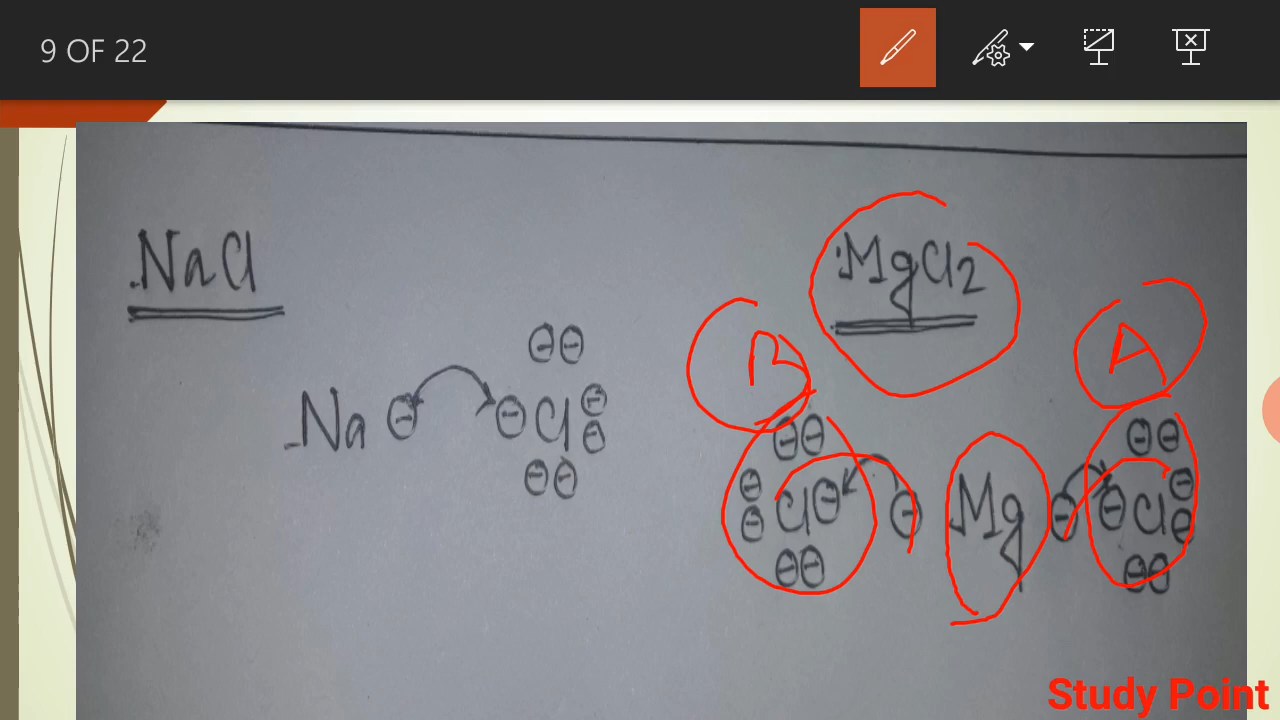 9 OF 22
NaCl
MgCl2
B
A
Na Cl
Cl Mg Cl
Study Point